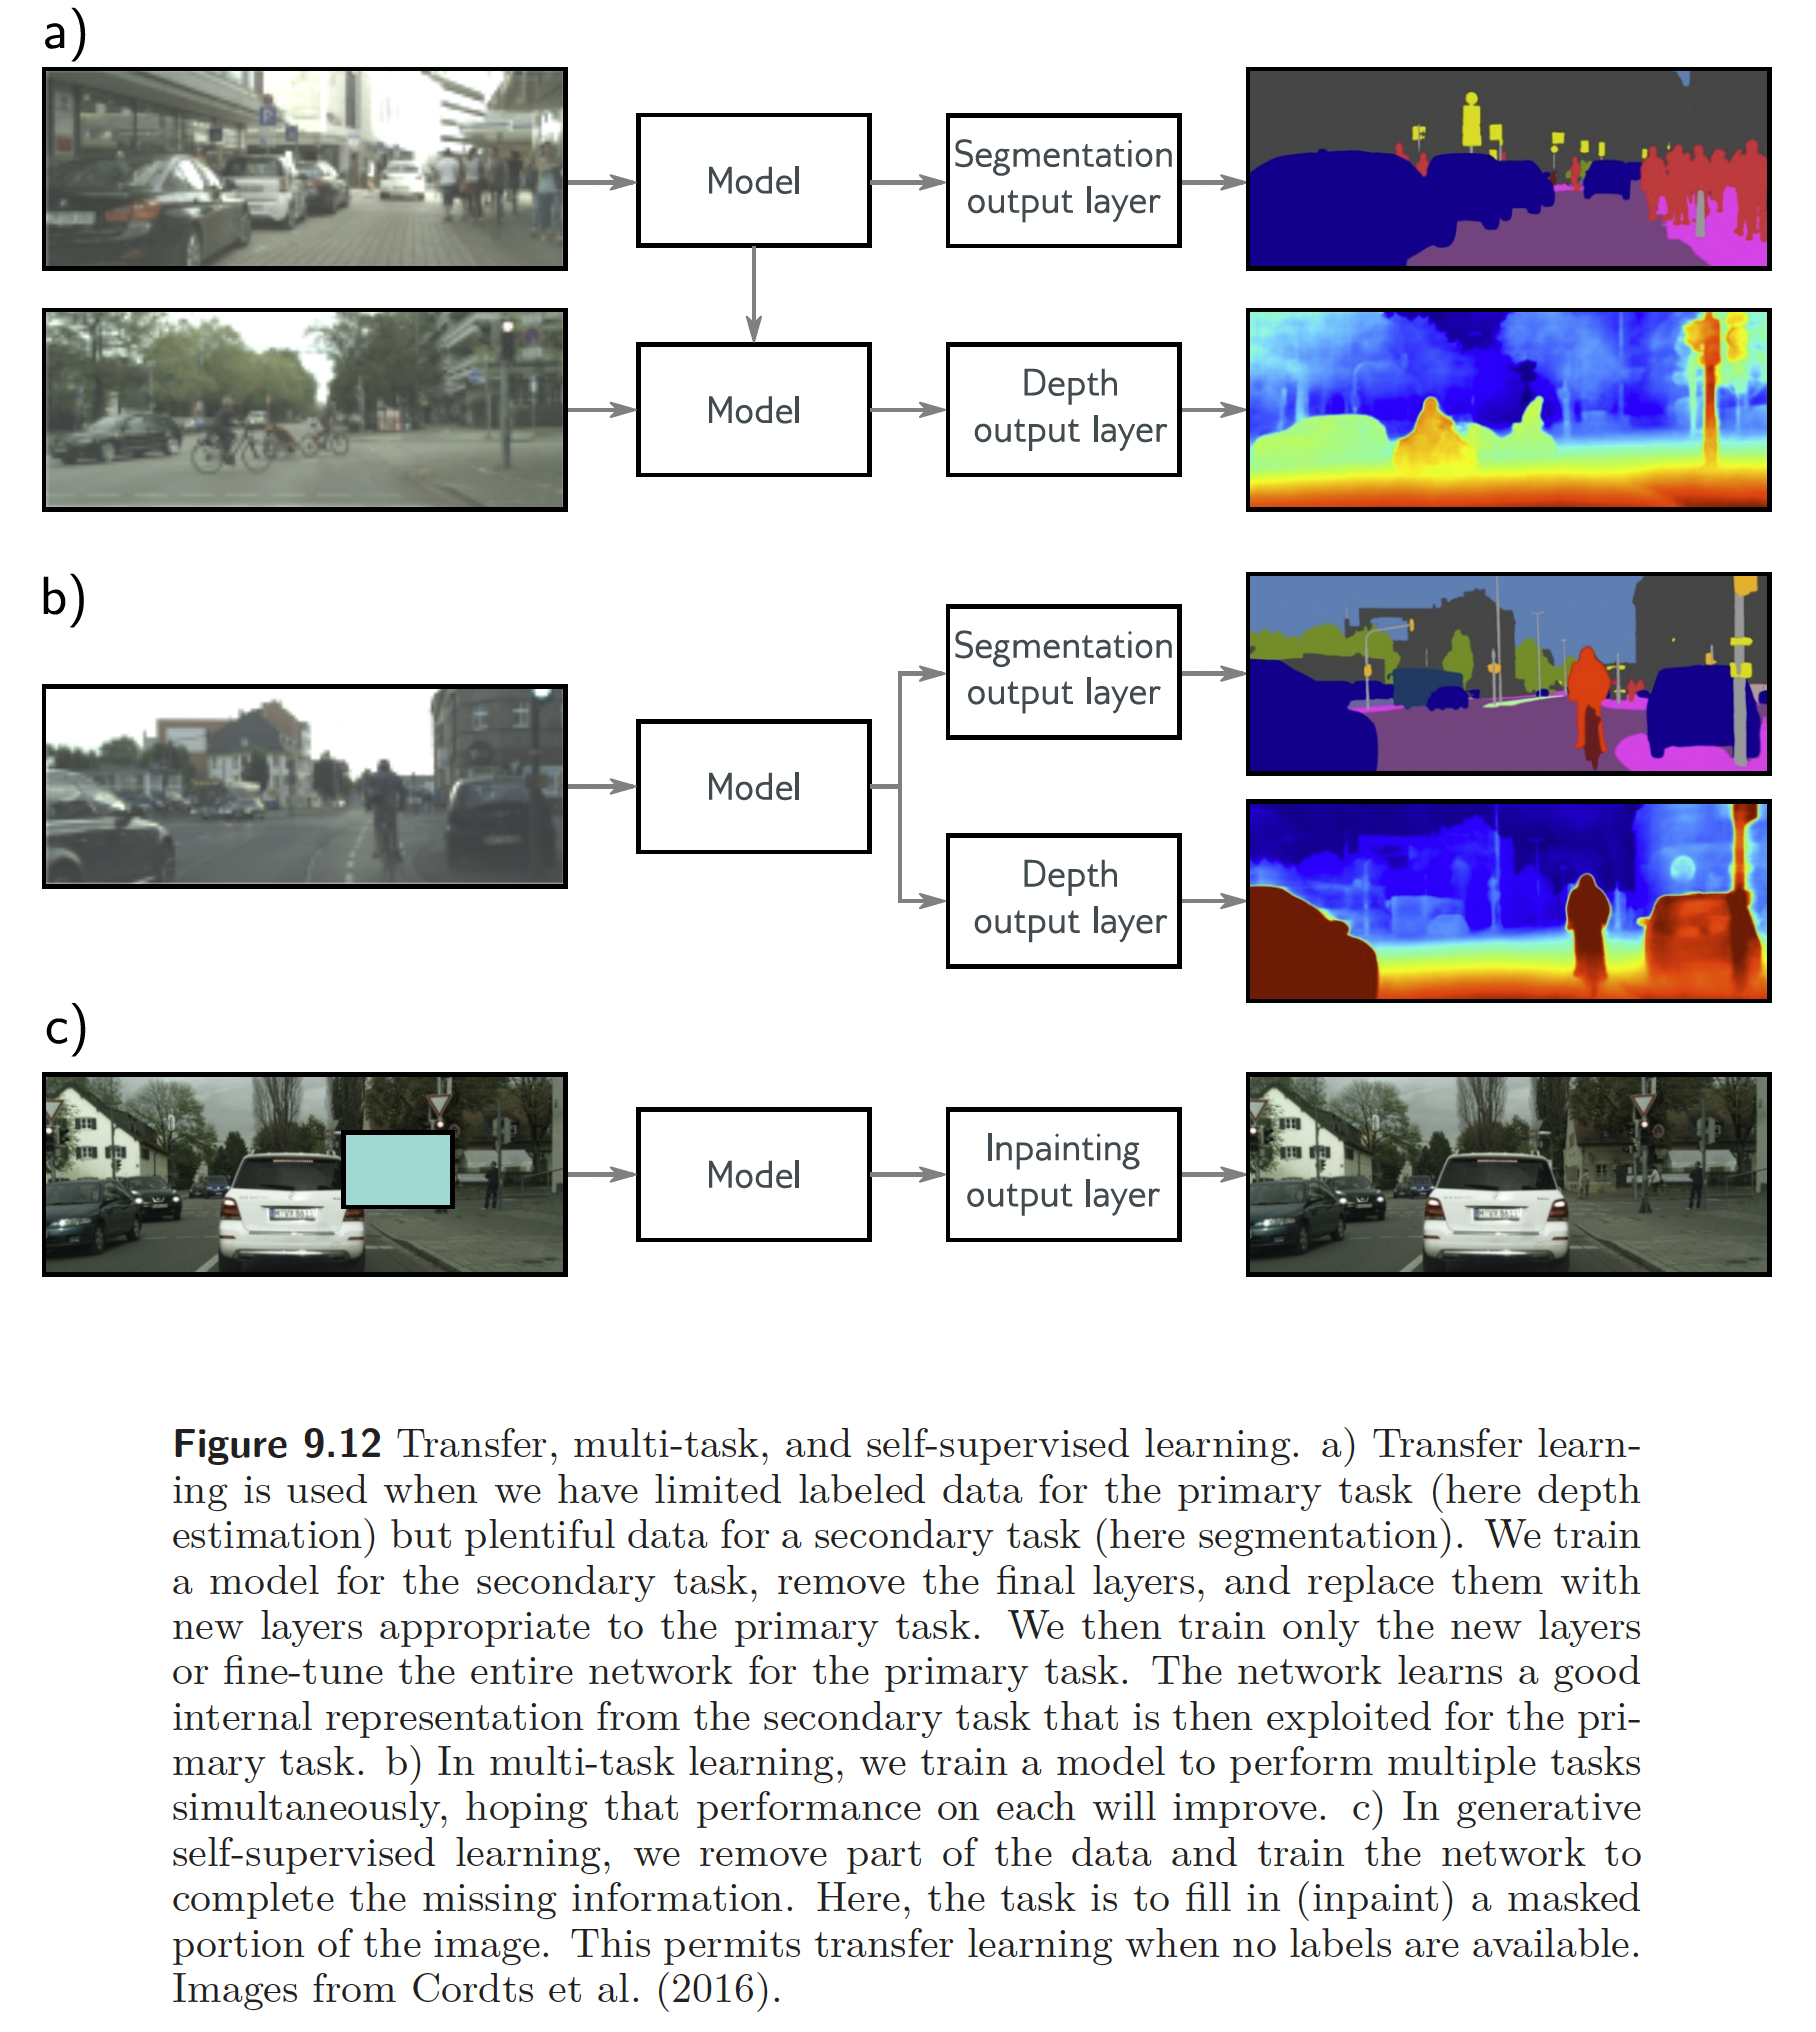 a)
Model
Segmentation
output layer
Model
Depth
output layer
b)
Segmentation
output layer
Model
Depth
output layer
c)
Model
Inpainting
output layer
Figure 9.12 Transfer, multi-task, and self-supervised learning. a) Transfer learn-
ing is used when we have limited labeled data for the primary task (here depth
estimation) but plentiful data for a secondary task (here segmentation). We train
a model for the secondary task, remove the final layers, and replace them with
new layers appropriate to the primary task. We then train only the new layers
or fine-tune the entire network for the primary task. The network learns a good
internal representation from the secondary task that is then exploited for the pri-
mary task. b) In multi-task learning, we train a model to perform multiple tasks
simultaneously, hoping that performance on each will improve. c) In generative
self-supervised learning, we remove part of the data and train the network to
complete the missing information. Here, the task is to fill in (inpaint) a masked
portion of the image. This permits transfer learning when no labels are available.
Images from Cordts et al. (2016).